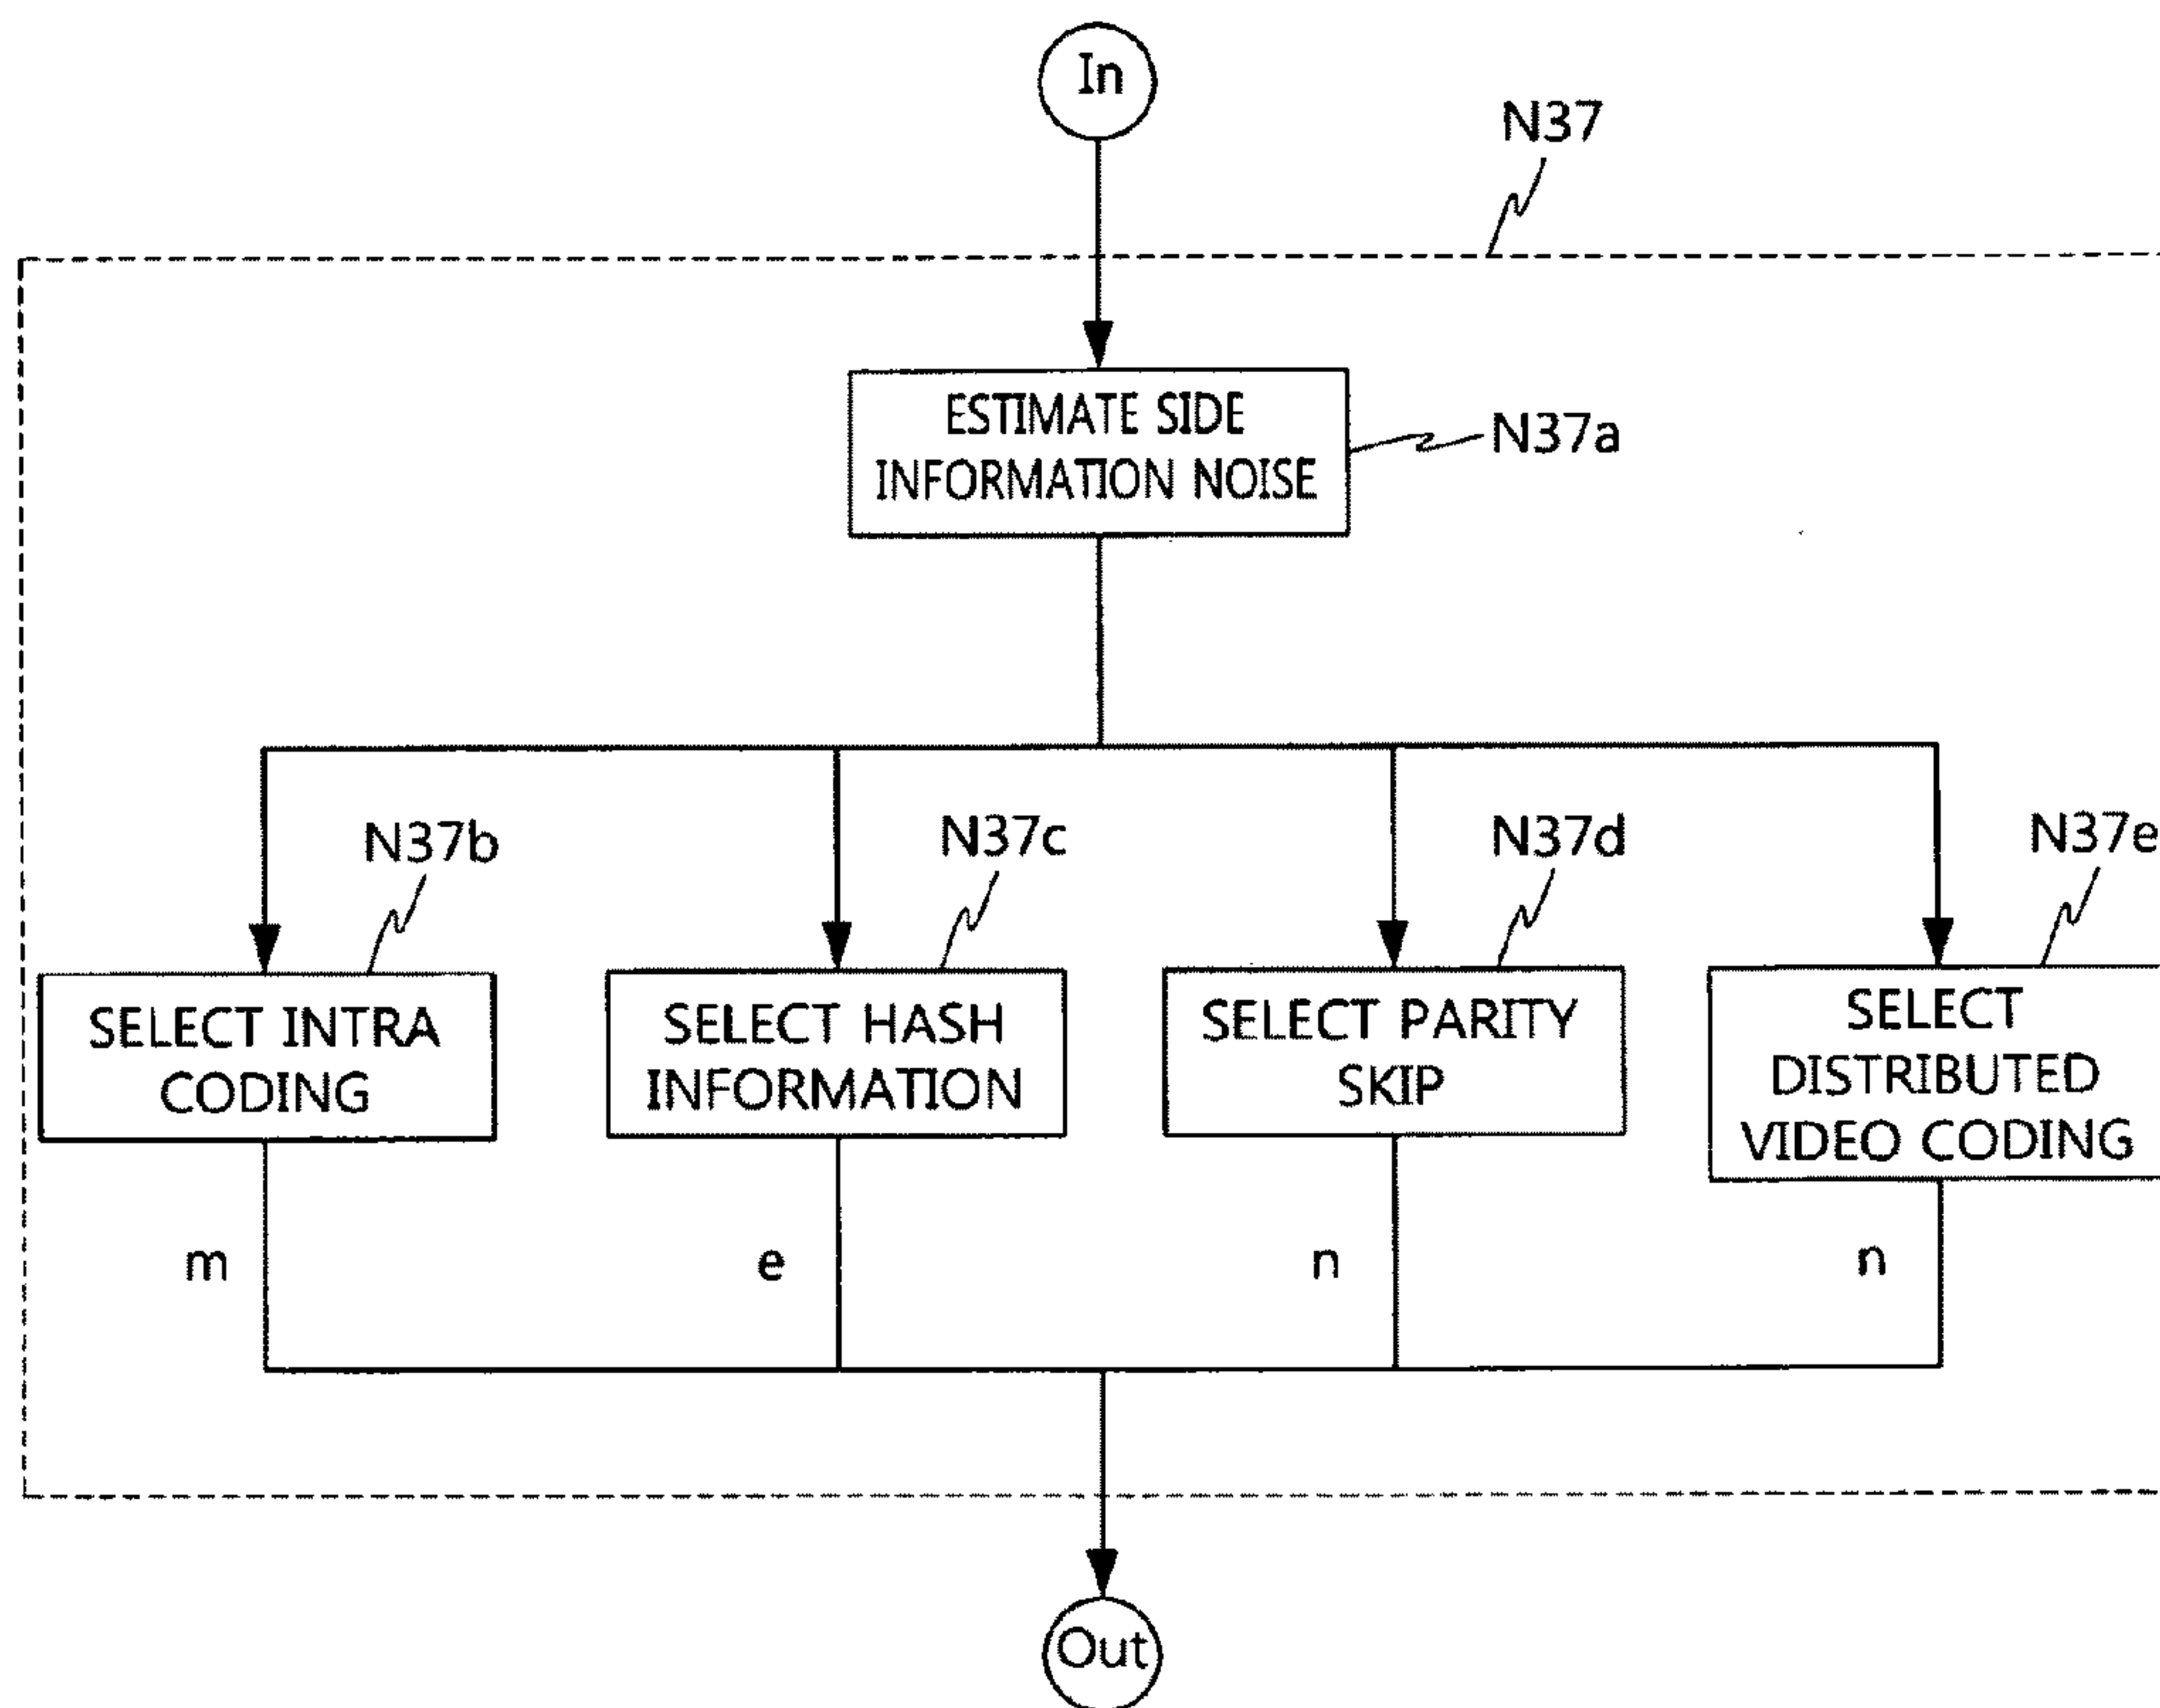 In
N37
ESTIMATE SIDE
INFORMATION NOISE
N37a
N37b
N37c
N37d
N37e
SELECT INTRA
CODING
SELECT HASH
INFORMATION
SELECT PARITY
SKIP
SELECT
DISTRIBUTED
VIDEO CODING
m
e
n
n
Out